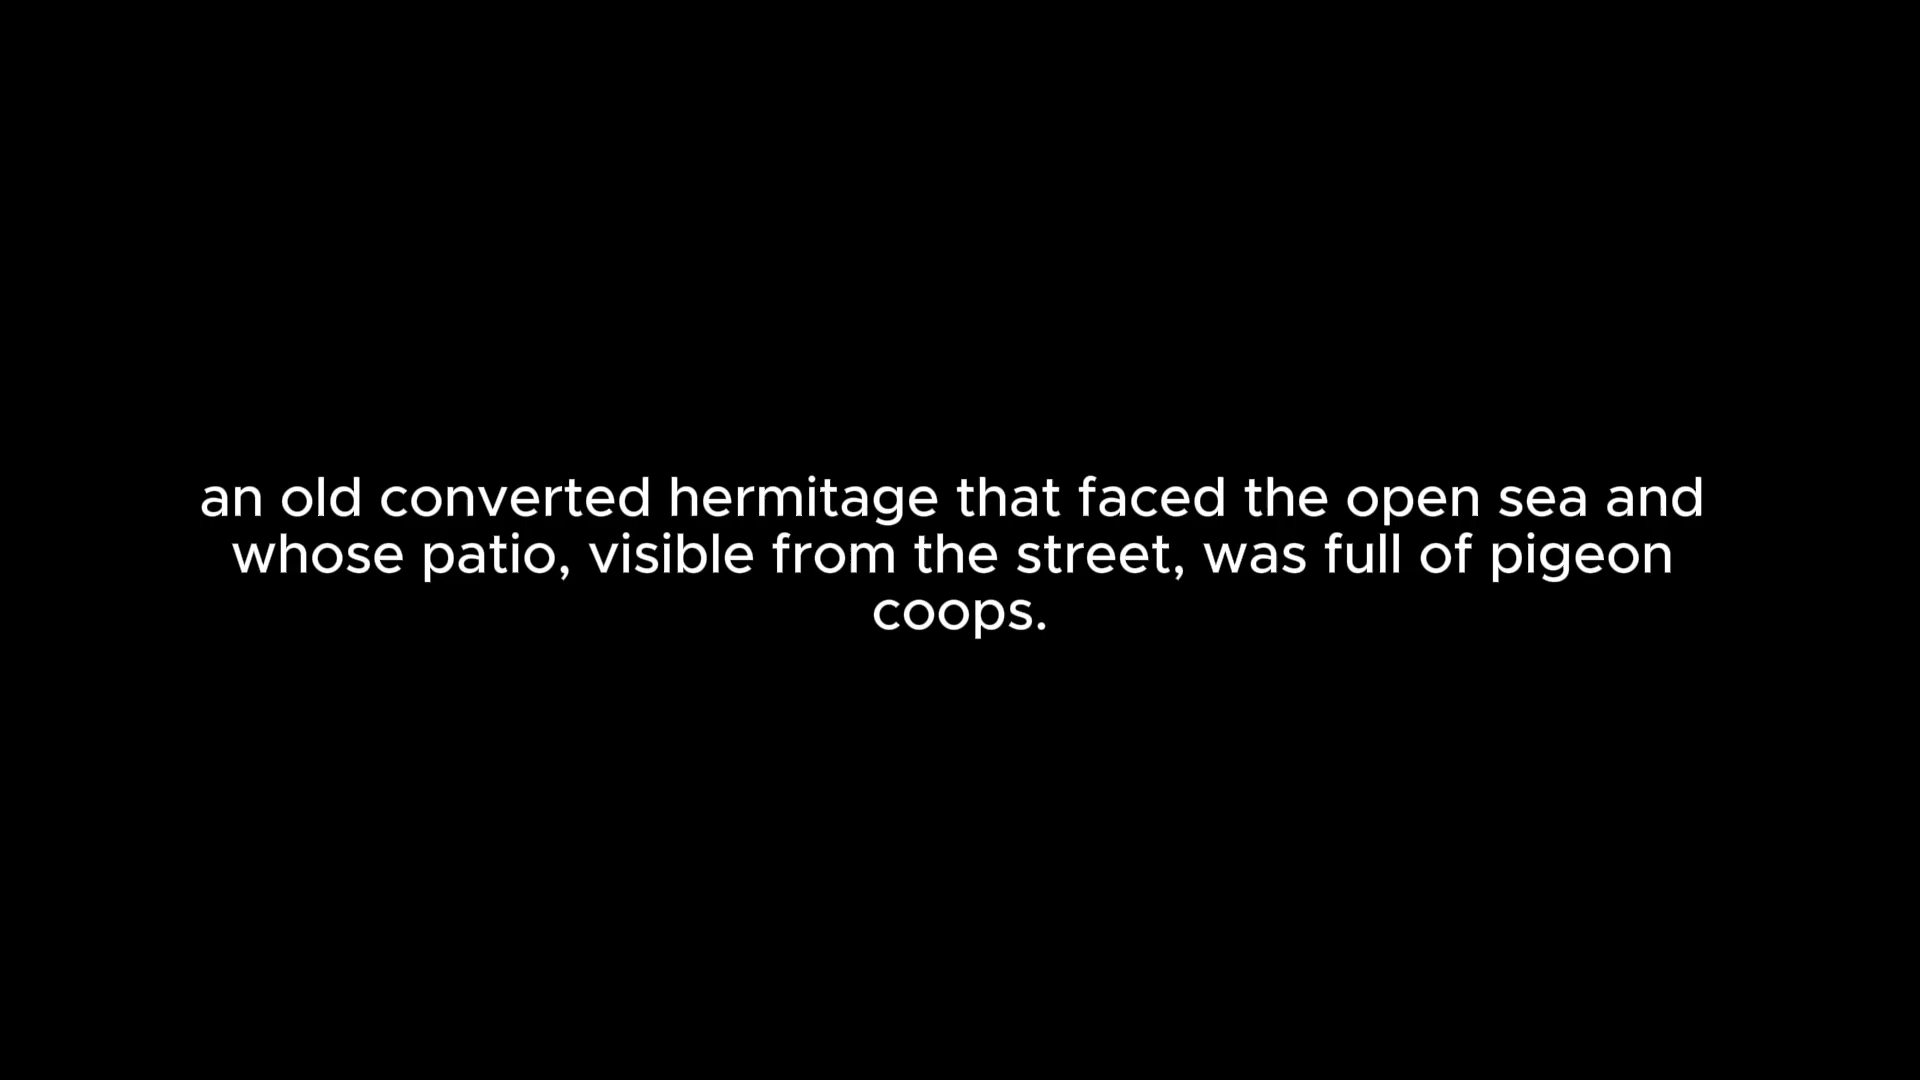 an old converted hermitage that faced the open sea and
whose patio, visible from the street, was full of pigeon
coops.